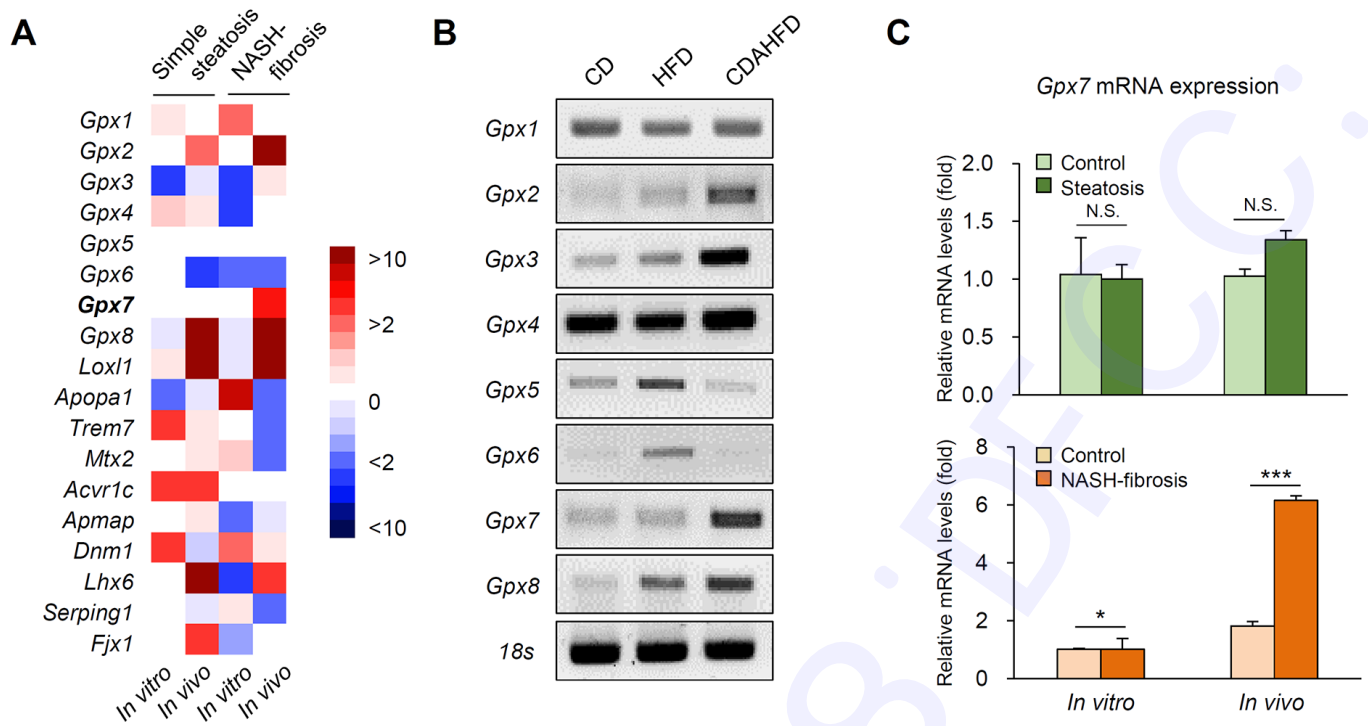 A
Simple
steatosis
NASH-
fibrosis
Gpx1
Gpx2
Gpx3
Gpx4
Gpx5
Gpx6
Gpx7
Gpx8
Loxl1
Apopa1
Trem7
Mtx2
Acvr1c
Apmap
Dnm1
Lhx6
Serping1
Fjx1
In vitro
In vivo
In vitro
In vivo
>10
>2
0
<2
<10
B
CD
HFD
CDAHFD
Gpx1
Gpx2
Gpx3
Gpx4
Gpx5
Gpx6
Gpx7
Gpx8
18s
C
Gpx7 mRNA expression
Relative mRNA levels (fold)
2.0
1.5
1.0
0.5
0.0
Control
Steatosis
N.S.
N.S.
Relative mRNA levels (fold)
8
6
4
2
0
Control
NASH-fibrosis
*
***
In vitro
In vivo